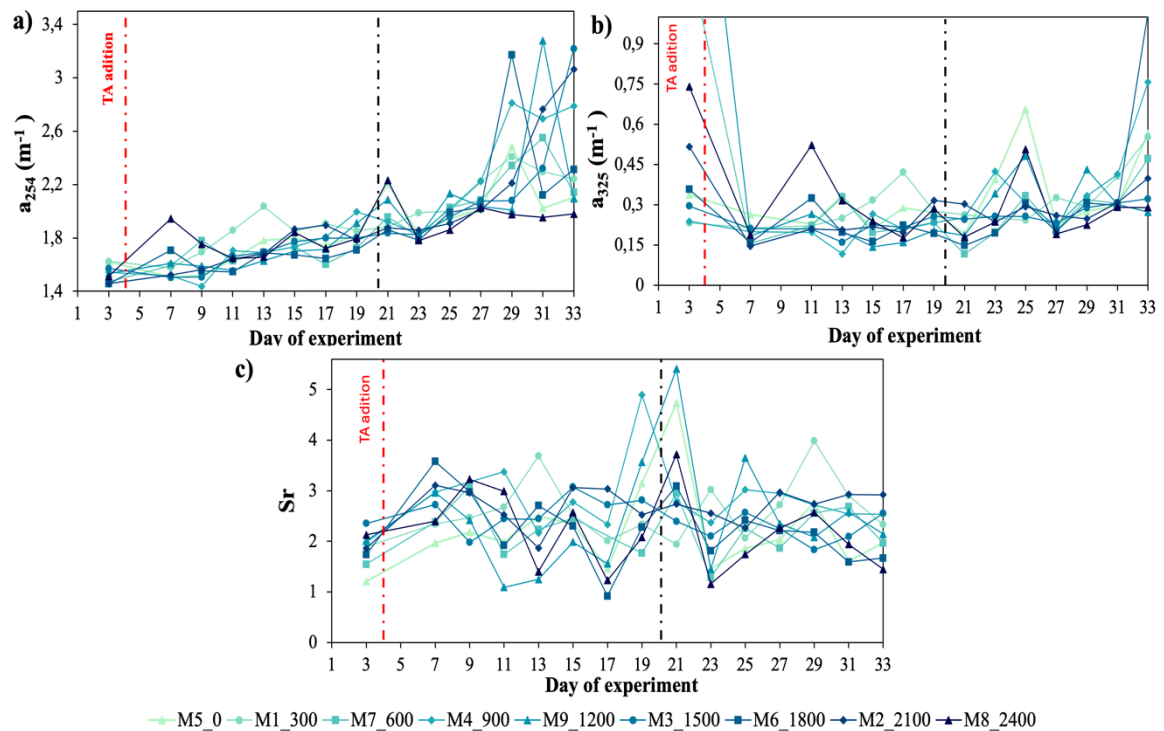 a)
3,4
3
2,6
2,2
1,8
1,4
a254 (m-1)
TA adition
1 3 5 7 9 11 13 15 17 19 21 23 25 27 29 31 33
Day of experiment
b)
0,9
0,75
0,6
0,45
0,3
0,15
0
a325 (m-1)
TA adition
1 3 5 7 9 11 13 15 17 19 21 23 25 27 29 31 33
Day of experiment
c)
5
4
3
2
1
0
Sr
TA adition
1 3 5 7 9 11 13 15 17 19 21 23 25 27 29 31 33
Day of experiment
M5_0 M1_300 M7_600 M4_900 M9_1200 M3_1500 M6_1800 M2_2100 M8_2400